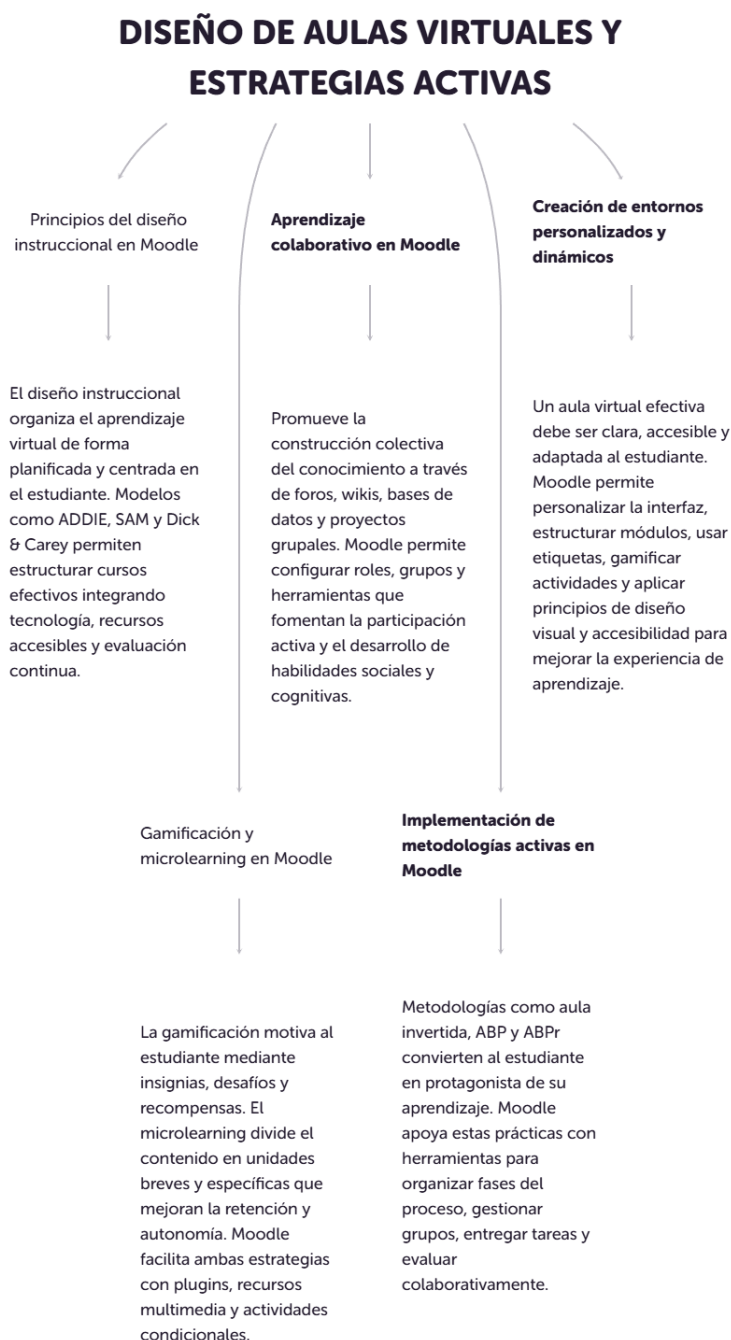 DISEÑO DE AULAS VIRTUALES Y
ESTRATEGIAS ACTIVAS
Principios del diseño
instruccional en Moodle
El diseño instruccional
organiza el aprendizaje
virtual de forma
planificada y centrada en
el estudiante. Modelos
como ADDIE, SAM y Dick
& Carey permiten
estructurar cursos
efectivos integrando
tecnología, recursos
accesibles y evaluación
continua.
Aprendizaje
colaborativo en Moodle
Promueve la
construcción colectiva
del conocimiento a través
de foros, wikis, bases de
datos y proyectos
grupales. Moodle permite
configurar roles, grupos y
herramientas que
fomentan la participación
activa y el desarrollo de
habilidades sociales y
cognitivas.
Creación de entornos
personalizados y
dinámicos
Un aula virtual efectiva
debe ser clara, accesible y
adaptada al estudiante.
Moodle permite
personalizar la interfaz,
estructurar módulos, usar
etiquetas, gamificar
actividades y aplicar
principios de diseño
visual y accesibilidad para
mejorar la experiencia de
aprendizaje.
Gamificación y
microlearning en Moodle
La gamificación motiva al
estudiante mediante
insignias, desafíos y
recompensas. El
microlearning divide el
contenido en unidades
breves y específicas que
mejoran la retención y
autonomía. Moodle
facilita ambas estrategias
con plugins, recursos
multimedia y actividades
condicionales.
Implementación de
metodologías activas en
Moodle
Metodologías como aula
invertida, ABP y ABPr
convierten al estudiante
en protagonista de su
aprendizaje. Moodle
apoya estas prácticas con
herramientas para
organizar fases del
proceso, gestionar
grupos, entregar tareas y
evaluar
colaborativamente.